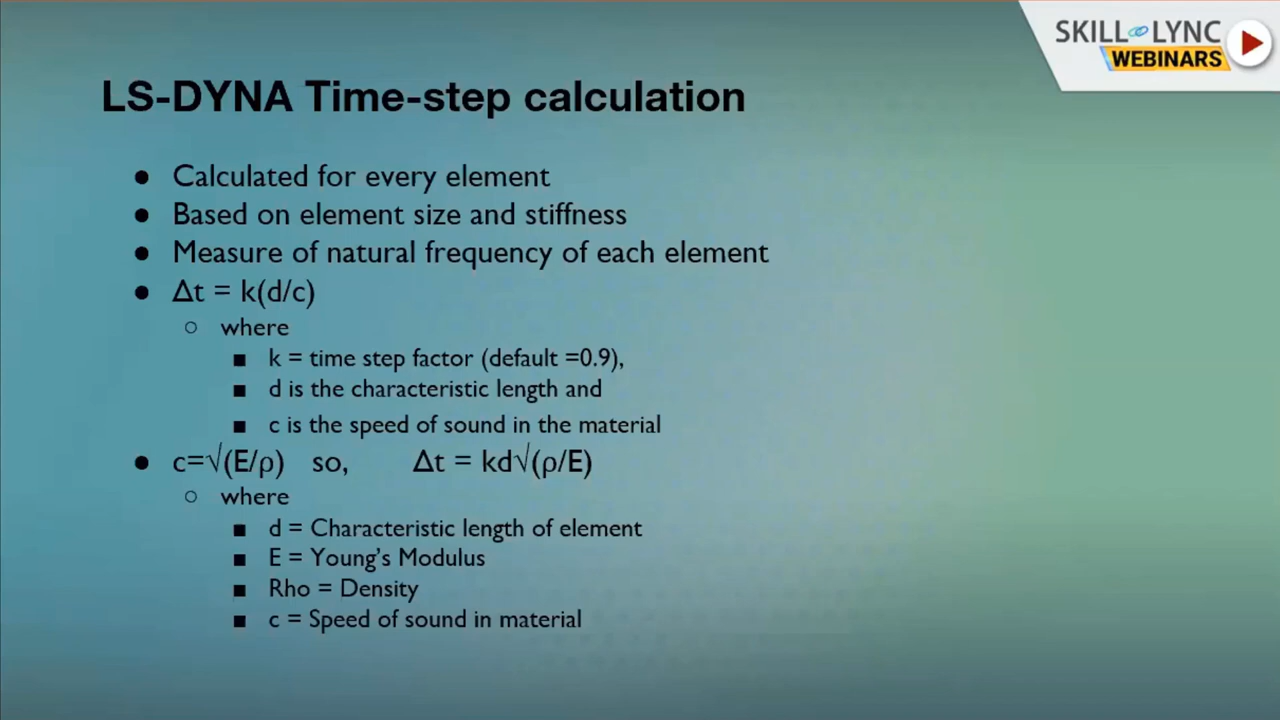 SKILL LYNC
WEBINARS
LS-DYNA Time-step calculation
● Calculated for every element
● Based on element size and stiffness
● Measure of natural frequency of each element
● Δt = k(d/c)
○ where
■ k = time step factor (default =0.9),
■ d is the characteristic length and
■ c is the speed of sound in the material
● c=√(E/ρ) so, Δt = kd√(ρ/E)
○ where
■ d = Characteristic length of element
■ E = Young’s Modulus
■ Rho = Density
■ c = Speed of sound in material